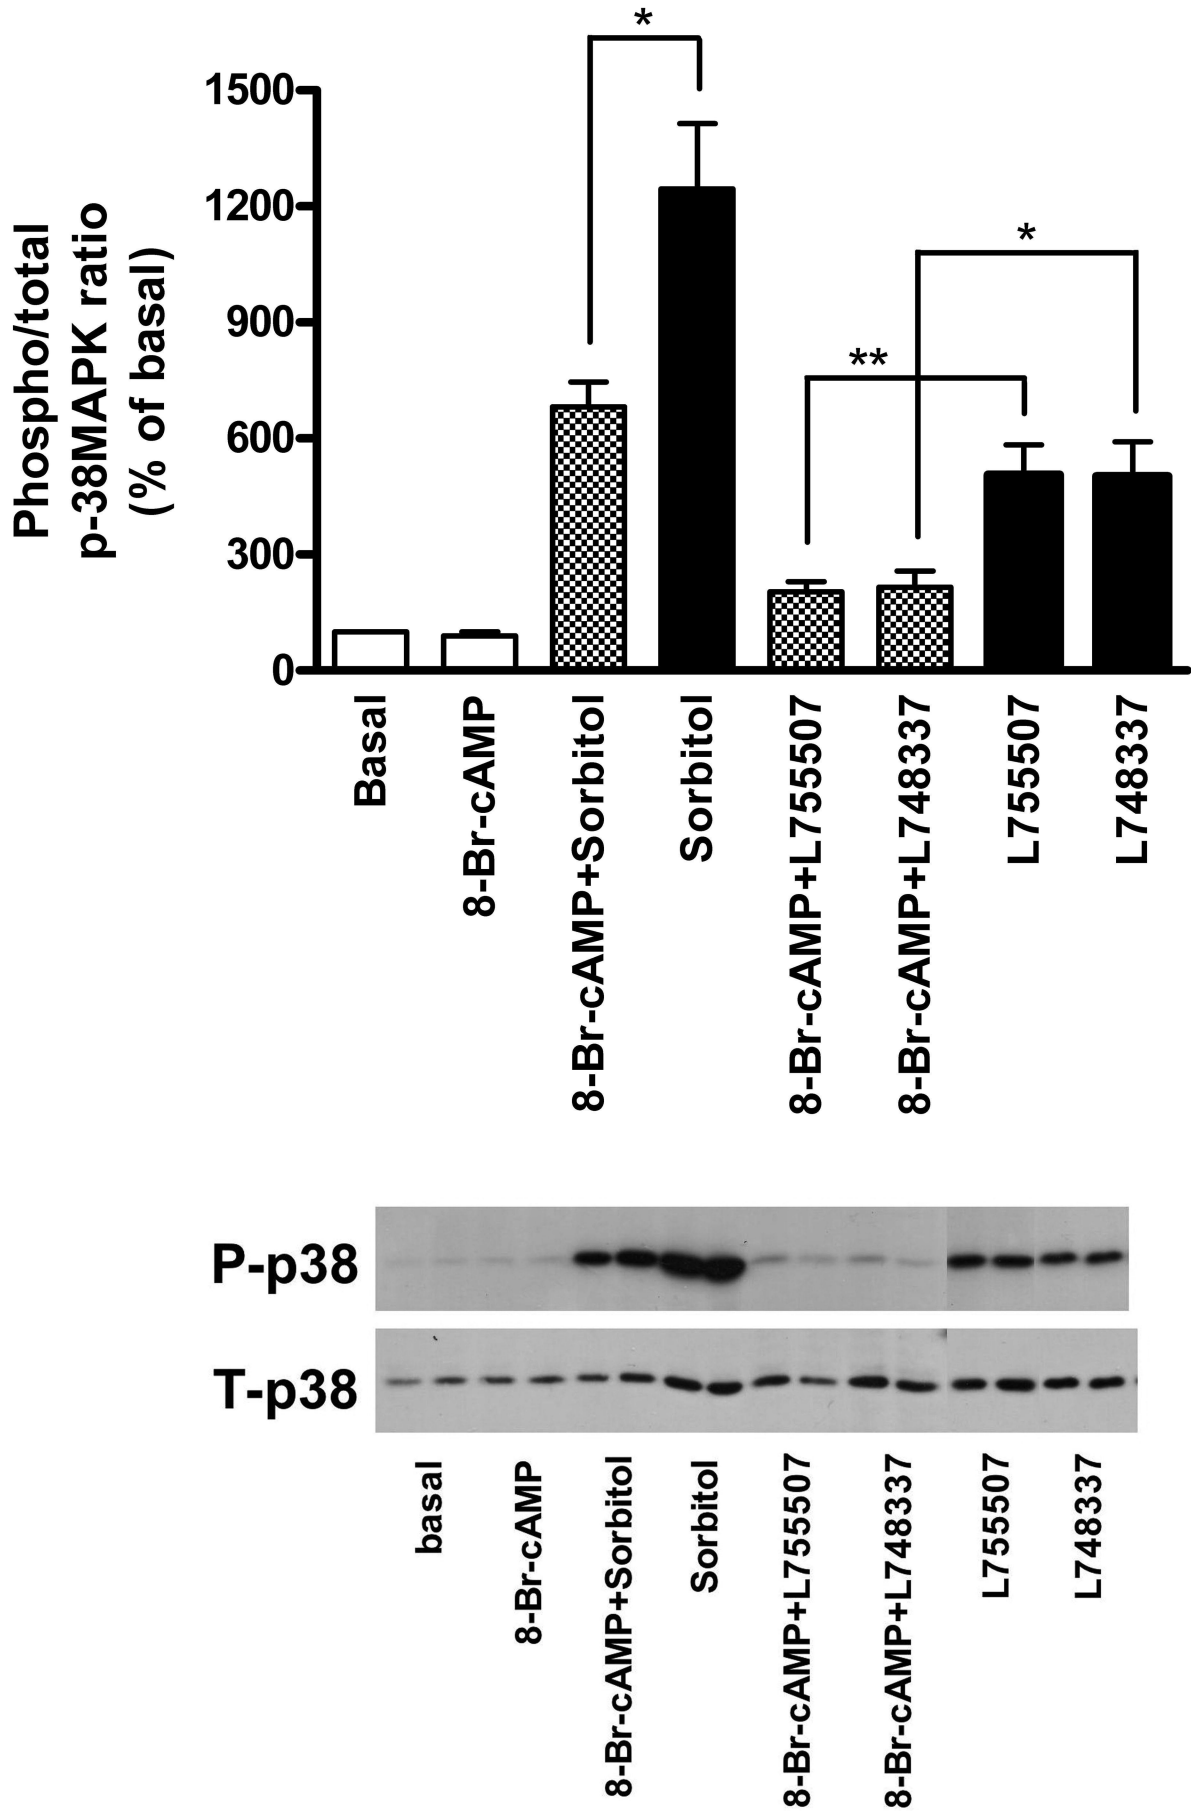 *
1500
1200
900
600
300
0
Phospho/total
p-38MAPK ratio
(% of basal)
*
**
Basal
8-Br-cAMP
8-Br-cAMP+Sorbitol
Sorbitol
8-Br-cAMP+L755507
8-Br-cAMP+L748337
L755507
L748337
P-p38
T-p38
basal
8-Br-cAMP
8-Br-cAMP+Sorbitol
Sorbitol
8-Br-cAMP+L755507
8-Br-cAMP+L748337
L755507
L748337